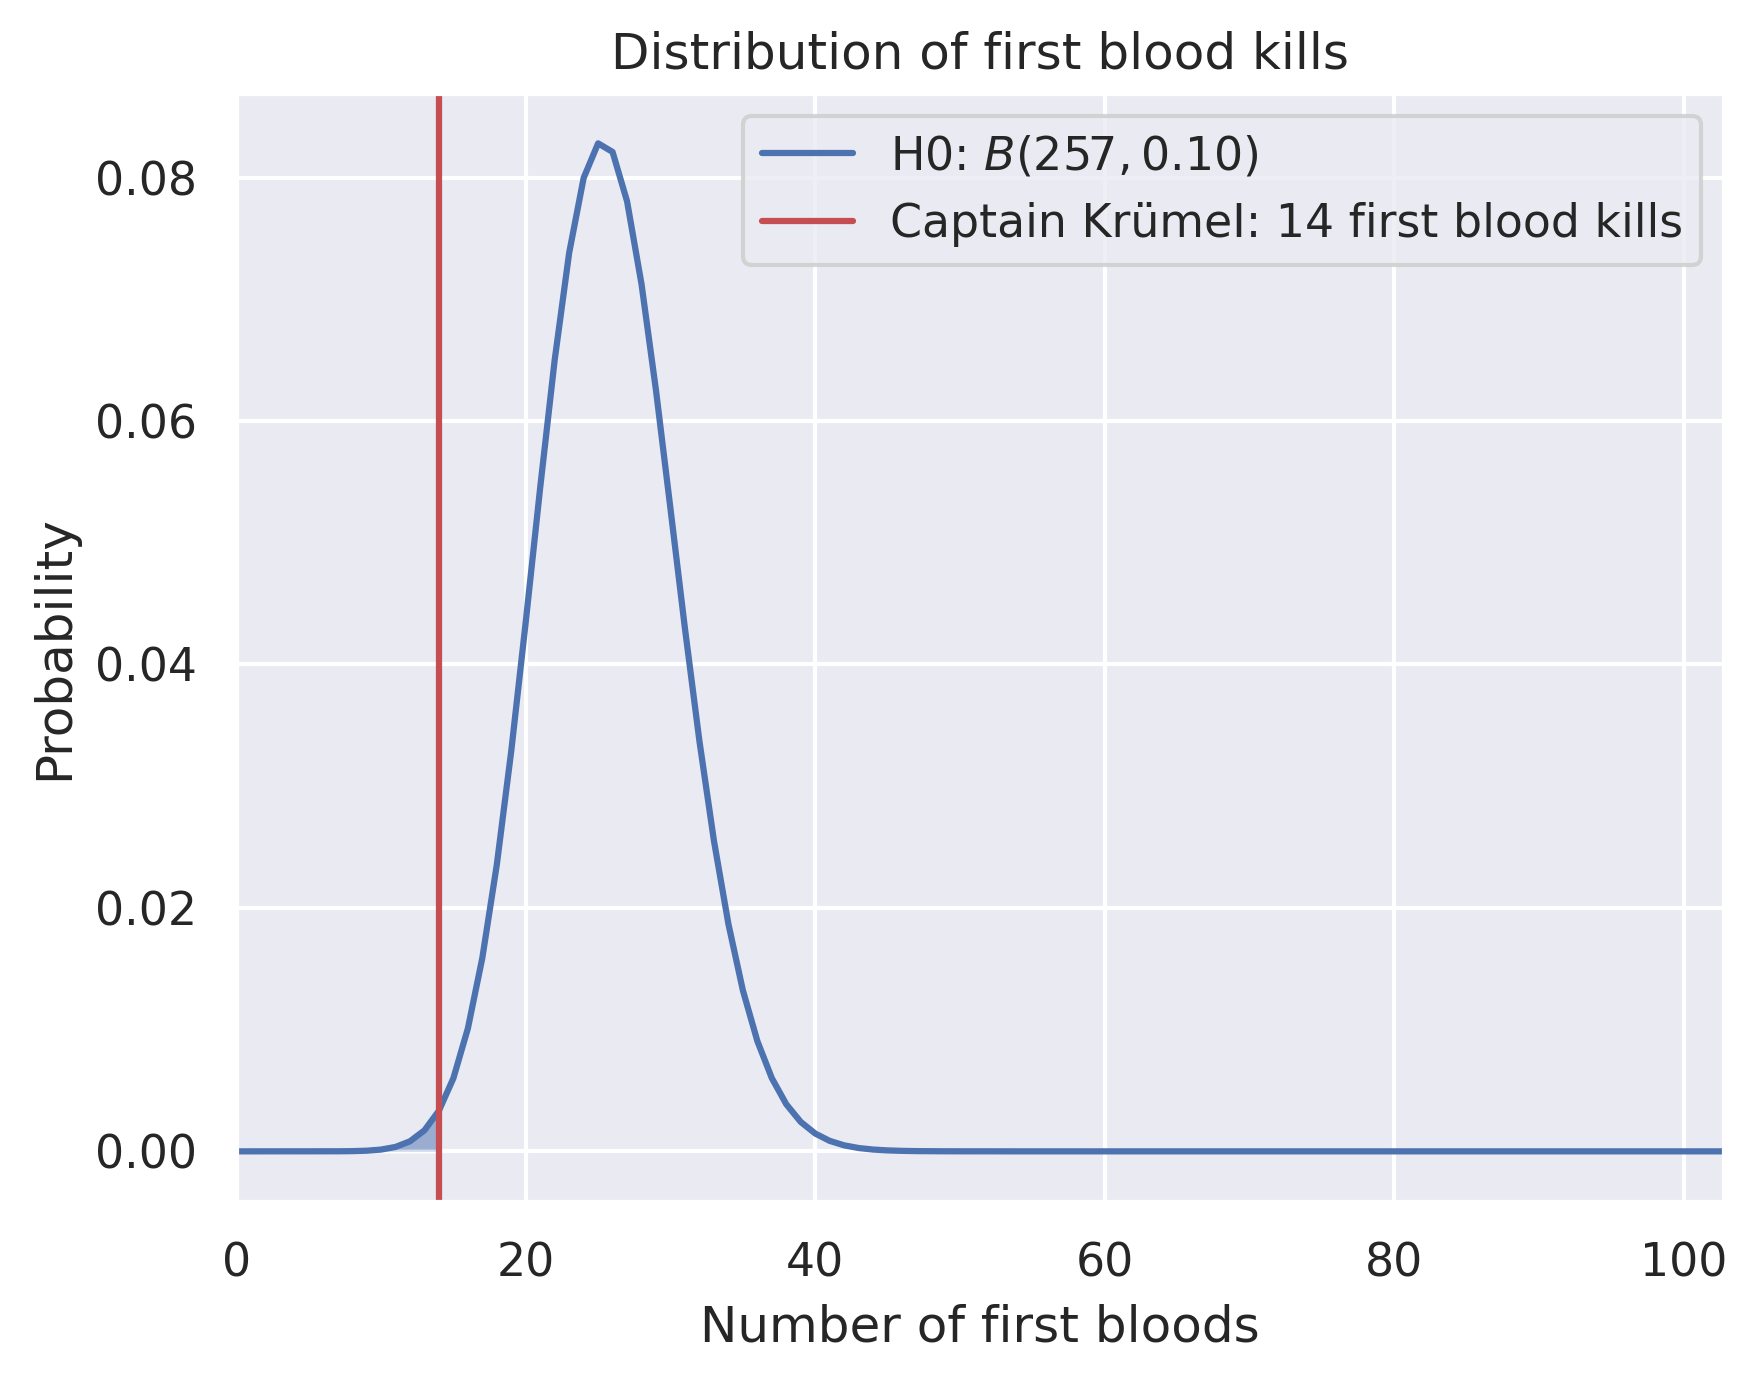 Distribution of first blood kills
H0: B(257, 0.10)
Captain Krümel: 14 first blood kills
0.08
0.06
0.04
0.02
0.00
Probability
0 20 40 60 80 100
Number of first bloods